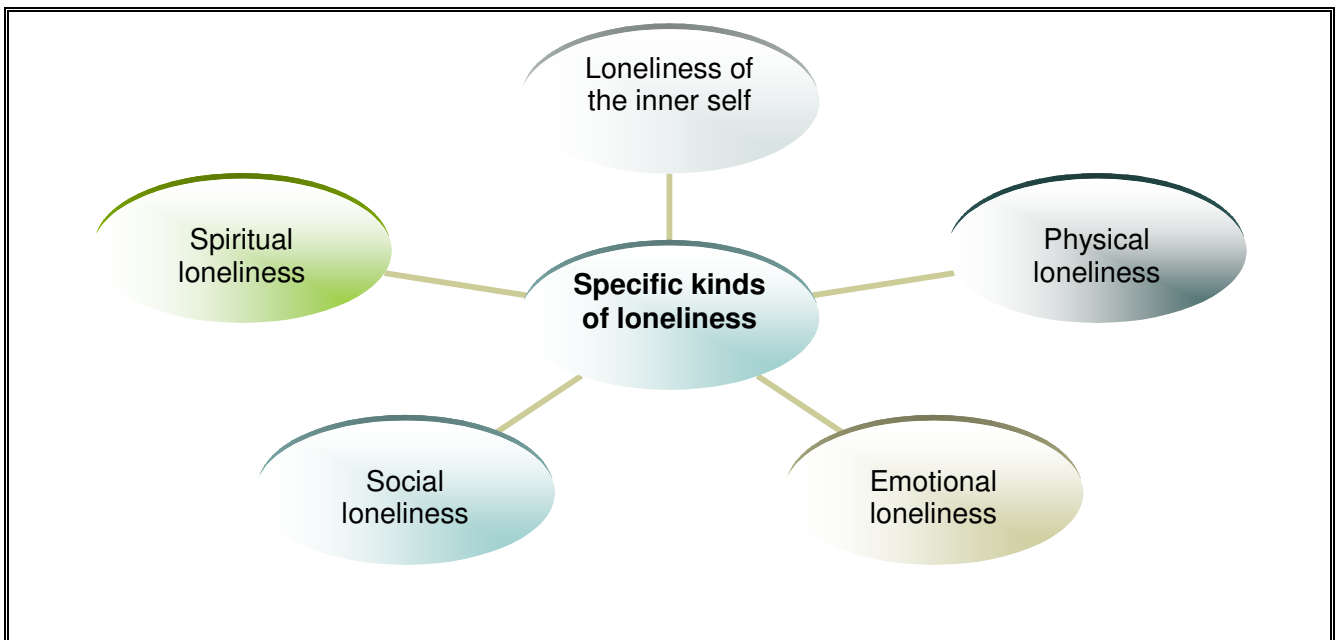 Loneliness of
the inner self
Spiritual
loneliness
Physical
loneliness
Specific kinds
of loneliness
Social
loneliness
Emotional
loneliness